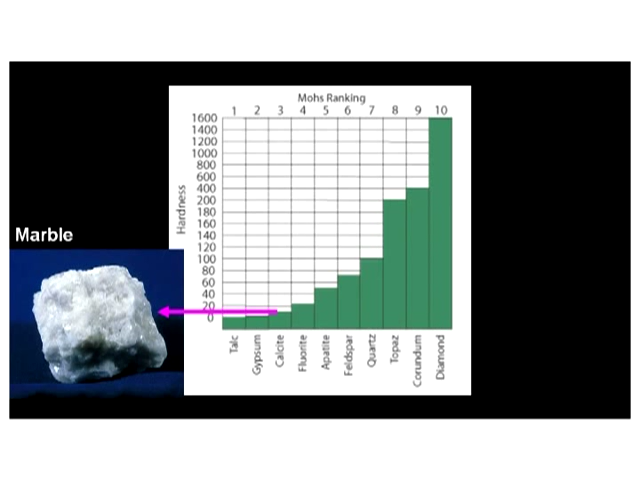 Mohs Ranking
1 2 3 4 5 6 7 8 9 10
1600
1400
1200
1000
800
600
400
200
180
160
140
120
100
80
60
40
20
0
Hardness
Marble
Talc
Gypsum
Calcite
Fluorite
Apatite
Feldspar
Quartz
Topaz
Corundum
Diamond